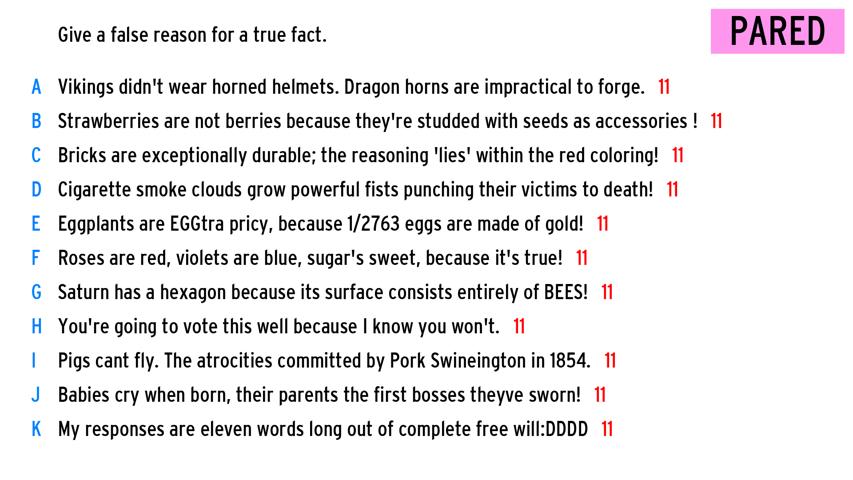 Give a false reason for a true fact.
PARED
A Vikings didn't wear horned helmets. Dragon horns are impractical to forge. 11
B Strawberries are not berries because they're studded with seeds as accessories ! 11
C Bricks are exceptionally durable; the reasoning 'lies' within the red coloring! 11
D Cigarette smoke clouds grow powerful fists punching their victims to death! 11
E Eggplants are EGGtra pricy, because 1/2763 eggs are made of gold! 11
F Roses are red, violets are blue, sugar's sweet, because it's true! 11
G Saturn has a hexagon because its surface consists entirely of BEES! 11
H You're going to vote this well because I know you won't. 11
I Pigs cant fly. The atrocities committed by Pork Swineington in 1854. 11
J Babies cry when born, their parents the first bosses theyve sworn! 11
K My responses are eleven words long out of complete free will:DDDD 11